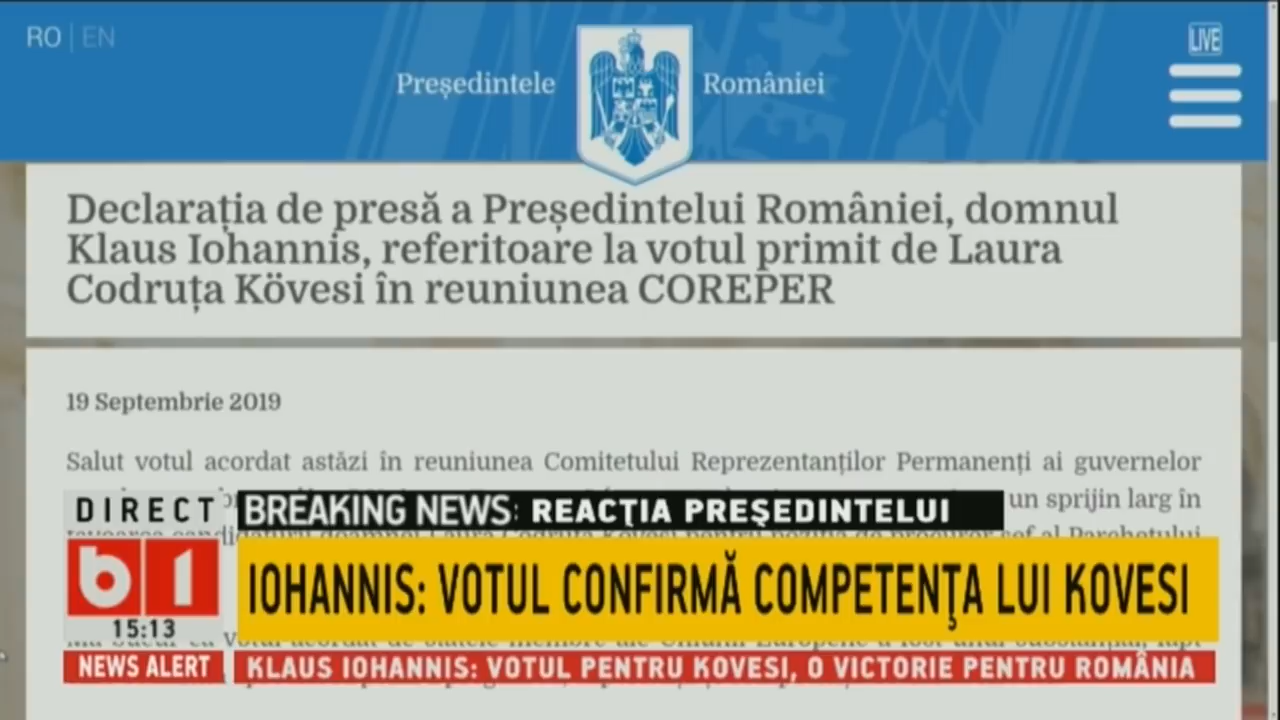 RO | EN
LIVE
Președintele României
Declarația de presă a Președintelui României, domnul
Klaus Iohannis, referitoare la votul primit de Laura
Codruța Kövesi în reuniunea COREPER
19 Septembrie 2019
Salut votul acordat astăzi în reuniunea Comitetului Reprezentanților Permanenți ai guvernelor
un sprijin larg în
DIRECT
BREAKING NEWS: REACŢIA PREŞEDINTELUI
b1
IOHANNIS: VOTUL CONFIRMĂ COMPETENŢA LUI KOVESI
15:13
NEWS ALERT
KLAUS IOHANNIS: VOTUL PENTRU KOVESI, O VICTORIE PENTRU ROMÂNIA